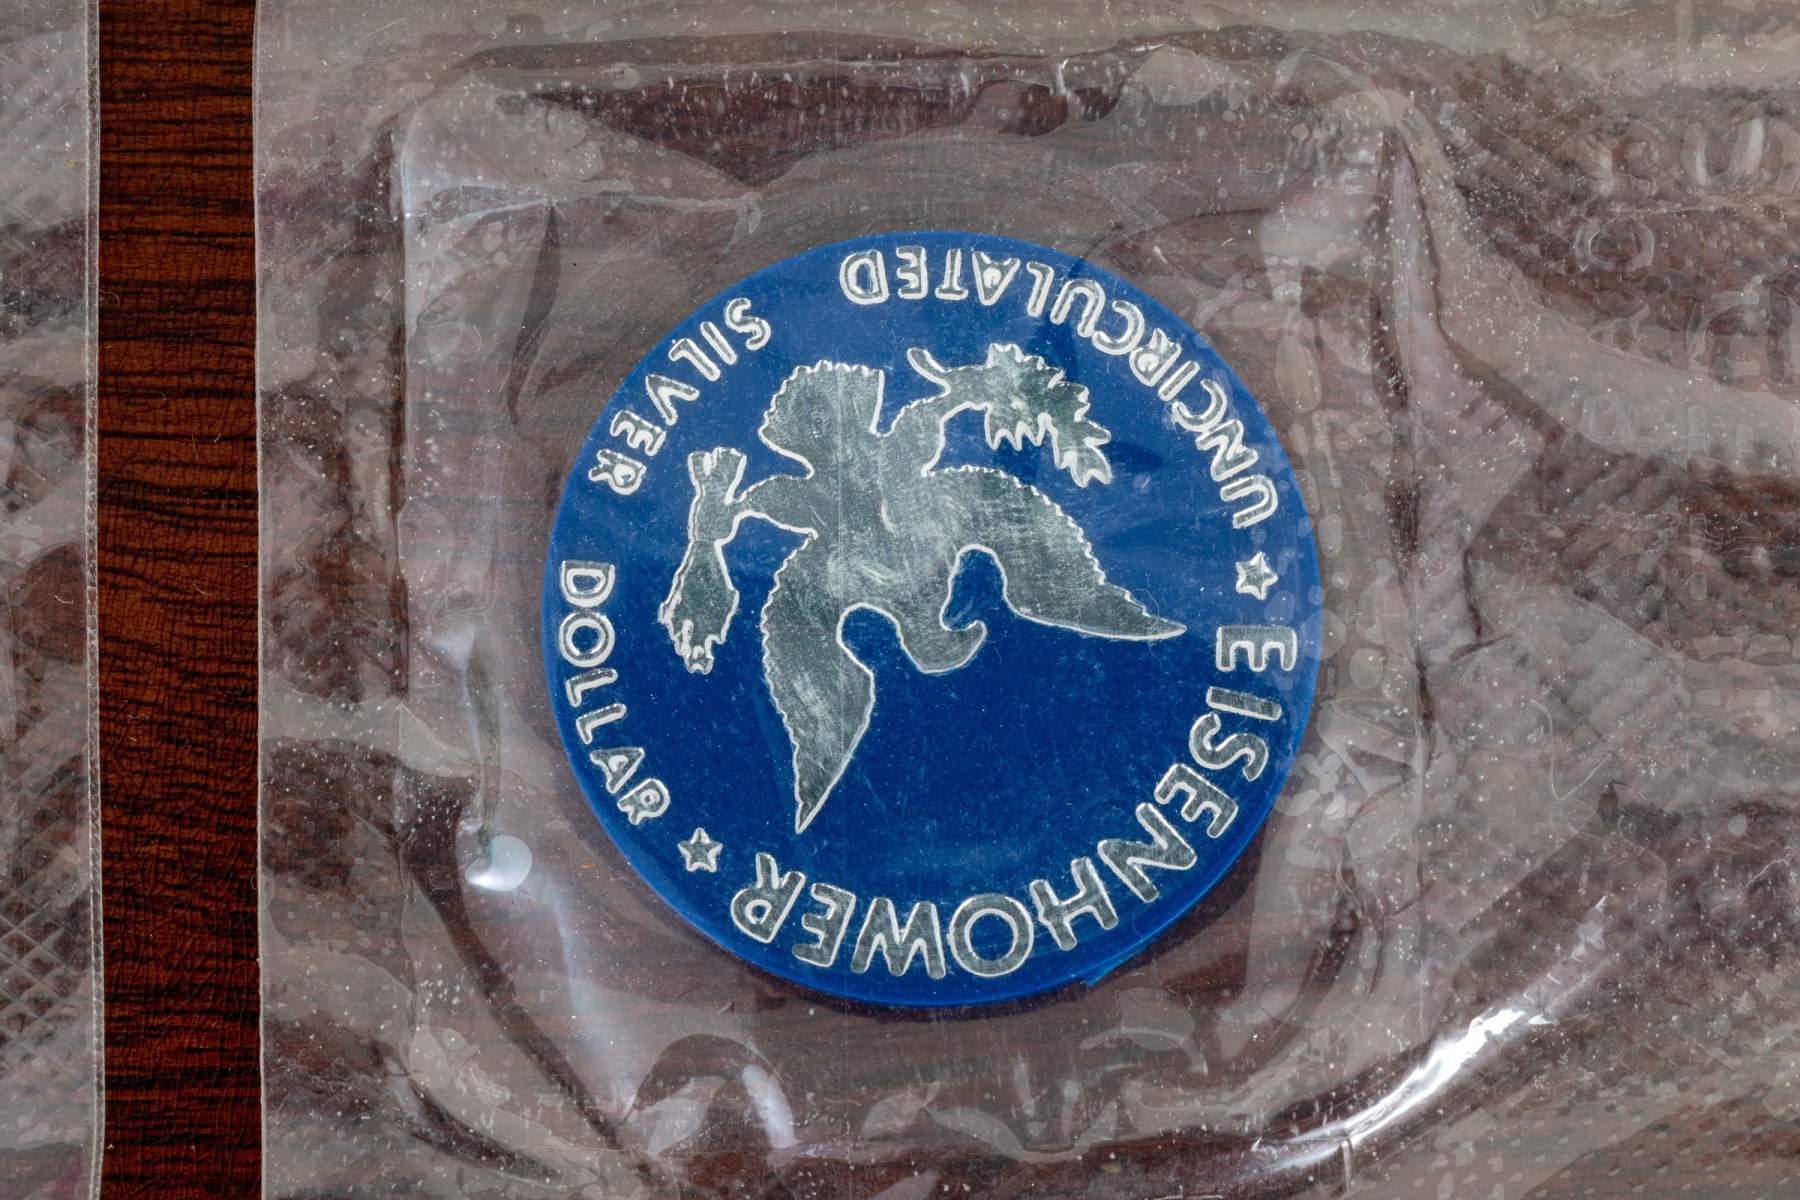 EISENHOWER
★ UNCIRCULATED SILVER DOLLAR ★